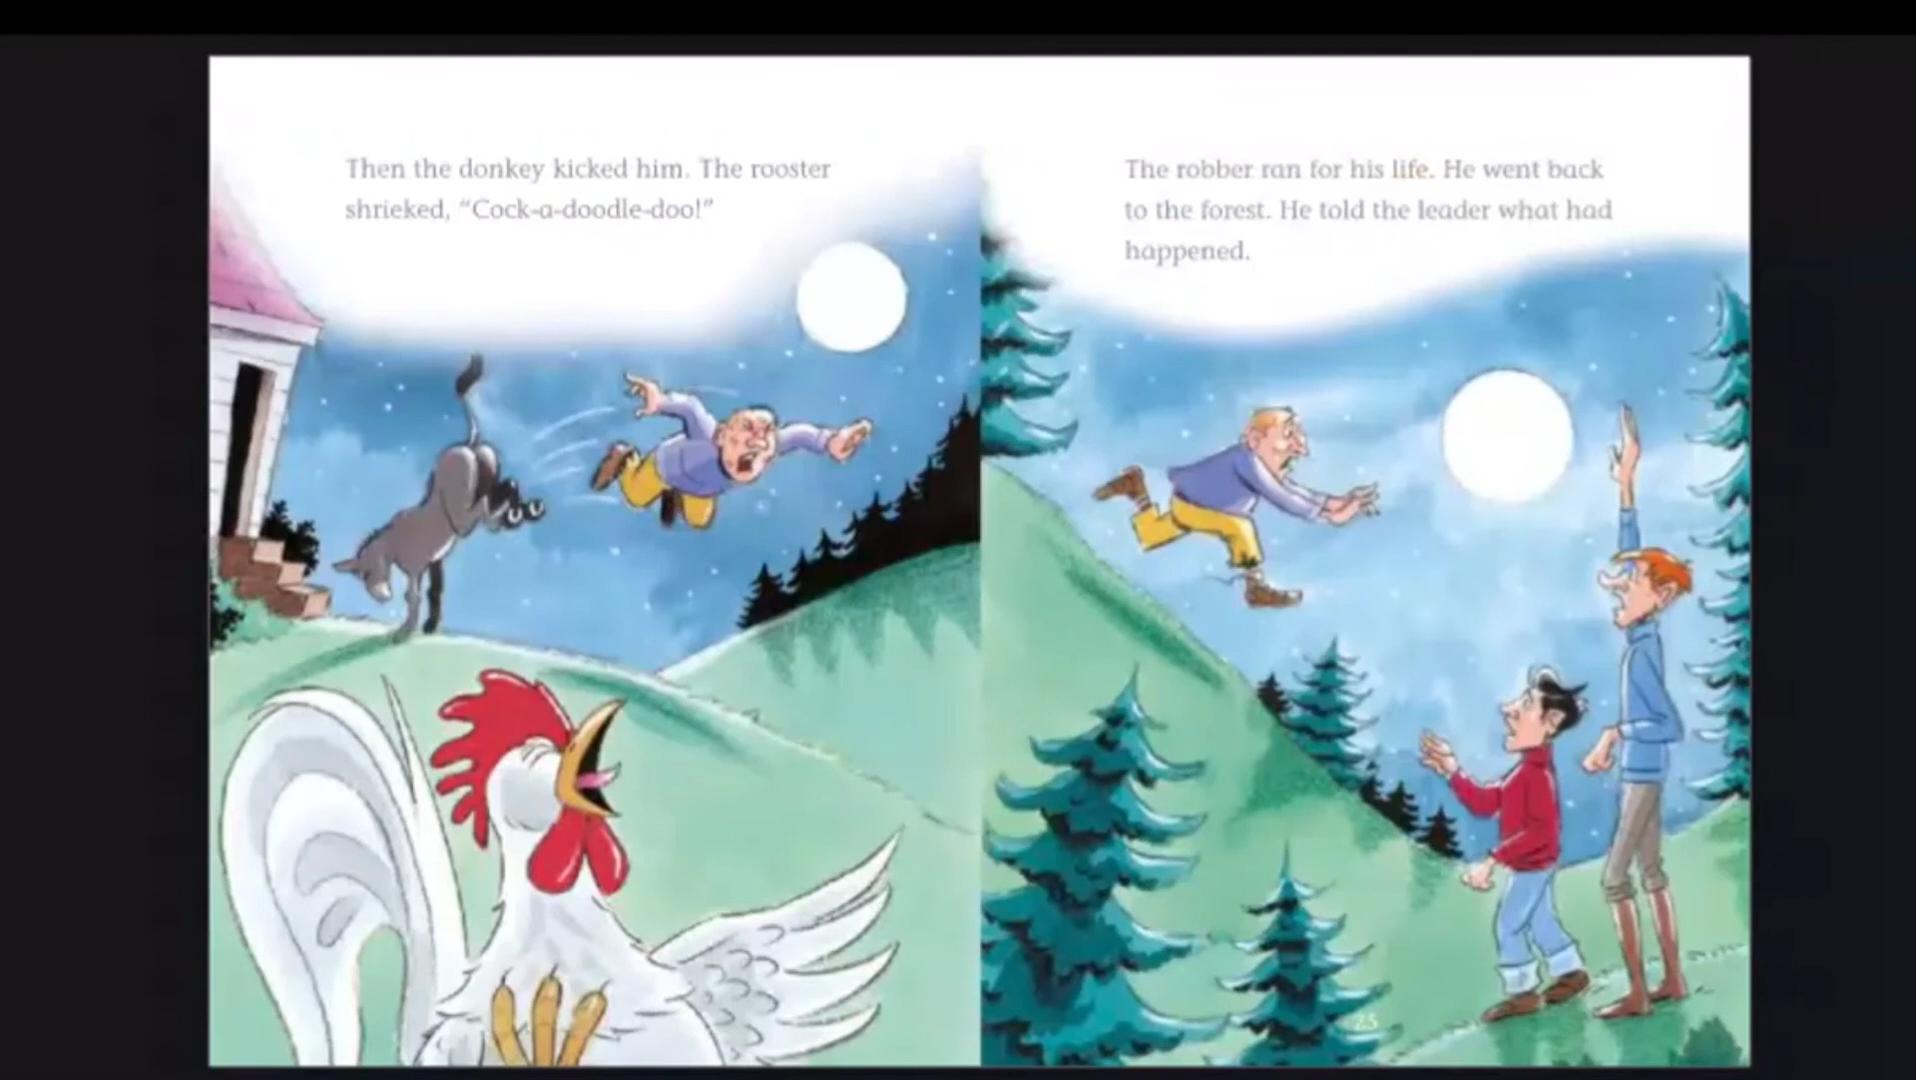 Then the donkey kicked him. The rooster
shrieked, “Cock-a-doodle-doo!”
The robber ran for his life. He went back
to the forest. He told the leader what had
happened.
25